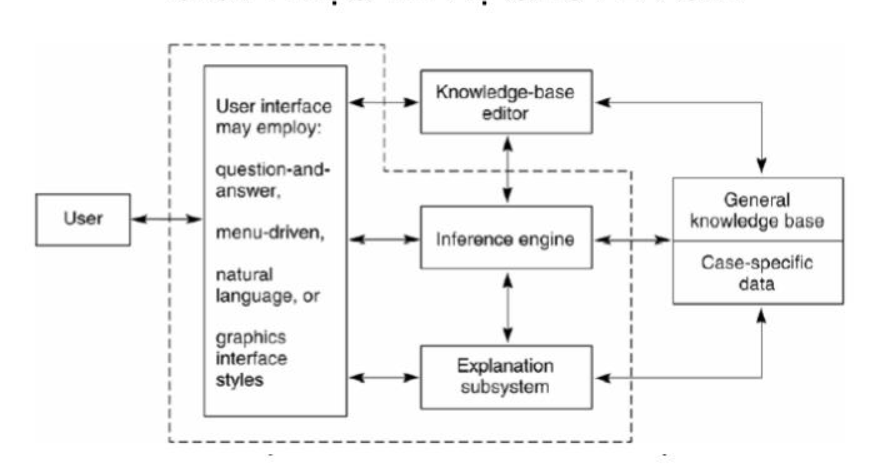 User
User interface
may employ:
question-and-
answer,
menu-driven,
natural
language, or
graphics
interface
styles
Knowledge-base
editor
Inference engine
Explanation
subsystem
General
knowledge base
Case-specific
data